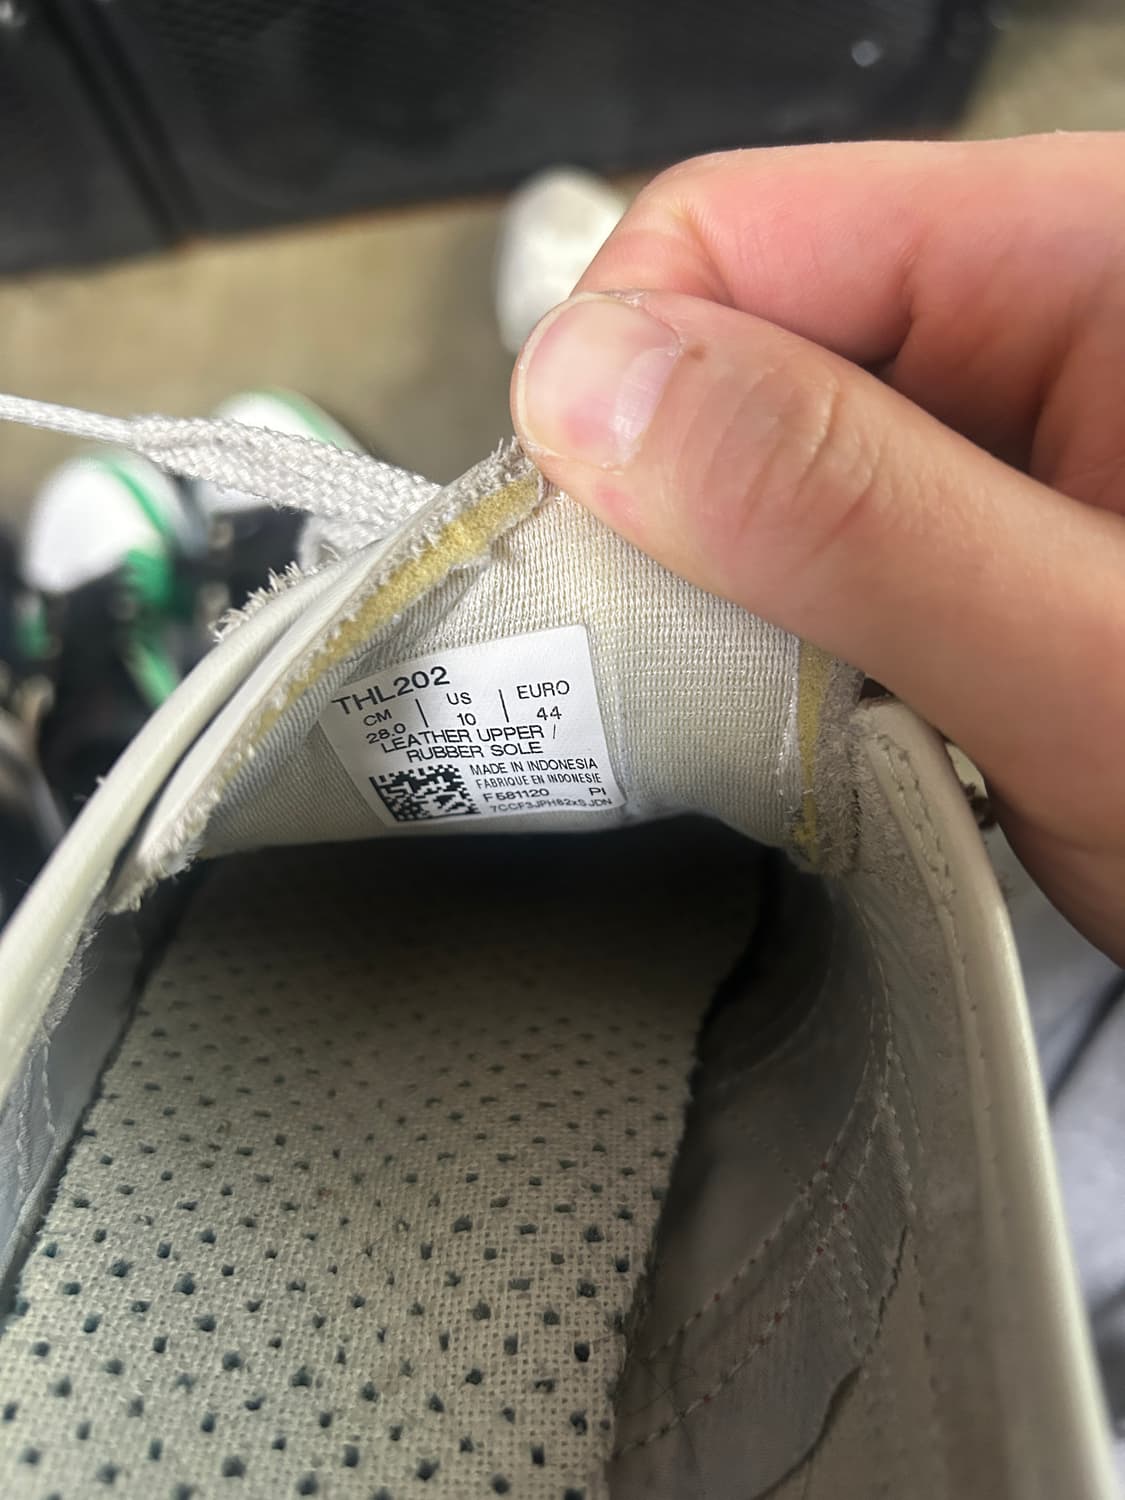 THL202
CM | US | EURO
28.0 | 10 | 44
LEATHER UPPER /
RUBBER SOLE
MADE IN INDONESIA
FABRIQUE EN INDONESIE
F581120 PI
7CCF3JPH82xSJDN